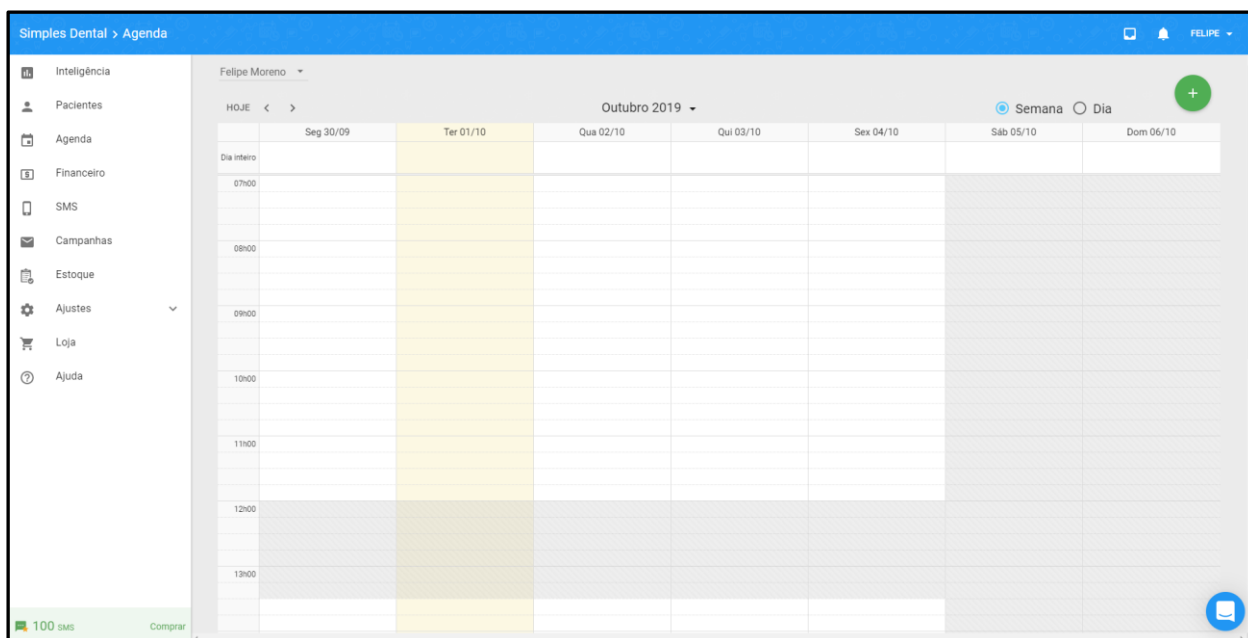 Simples Dental > Agenda
FELIPE
Inteligência
Pacientes
Agenda
Financeiro
SMS
Campanhas
Estoque
Ajustes
Loja
Ajuda
100 SMS Comprar
Felipe Moreno
HOJE < > Outubro 2019 Semana Dia
+
Seg 30/09 Ter 01/10 Qua 02/10 Qui 03/10 Sex 04/10 Sáb 05/10 Dom 06/10
Dia inteiro
07h00
08h00
09h00
10h00
11h00
12h00
13h00